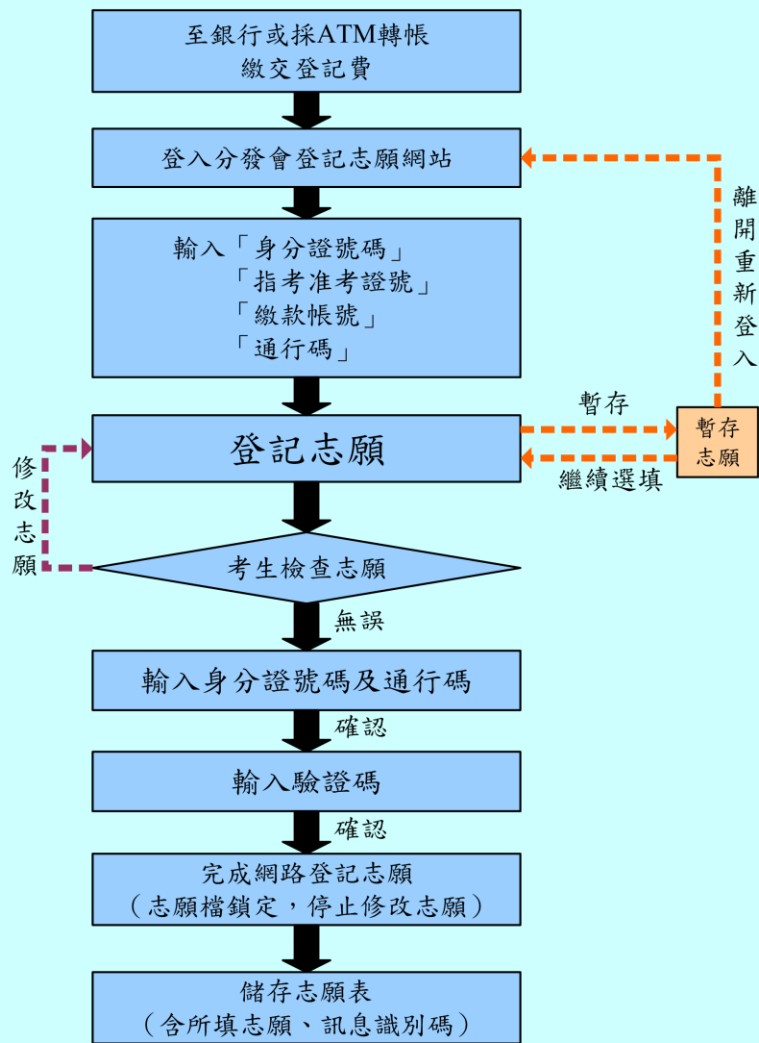 至銀行或採ATM轉帳
繳交登記費
登入分發會登記志願網站
輸入「身分證號碼」
「指考准考證號」
「繳款帳號」
「通行碼」
離開重新登入
登記志願
暫存
繼續選填
暫存
志願
修改志願
考生檢查志願
無誤
輸入身分證號碼及通行碼
確認
輸入驗證碼
確認
完成網路登記志願
（志願檔鎖定，停止修改志願）
儲存志願表
（含所填志願、訊息識別碼）